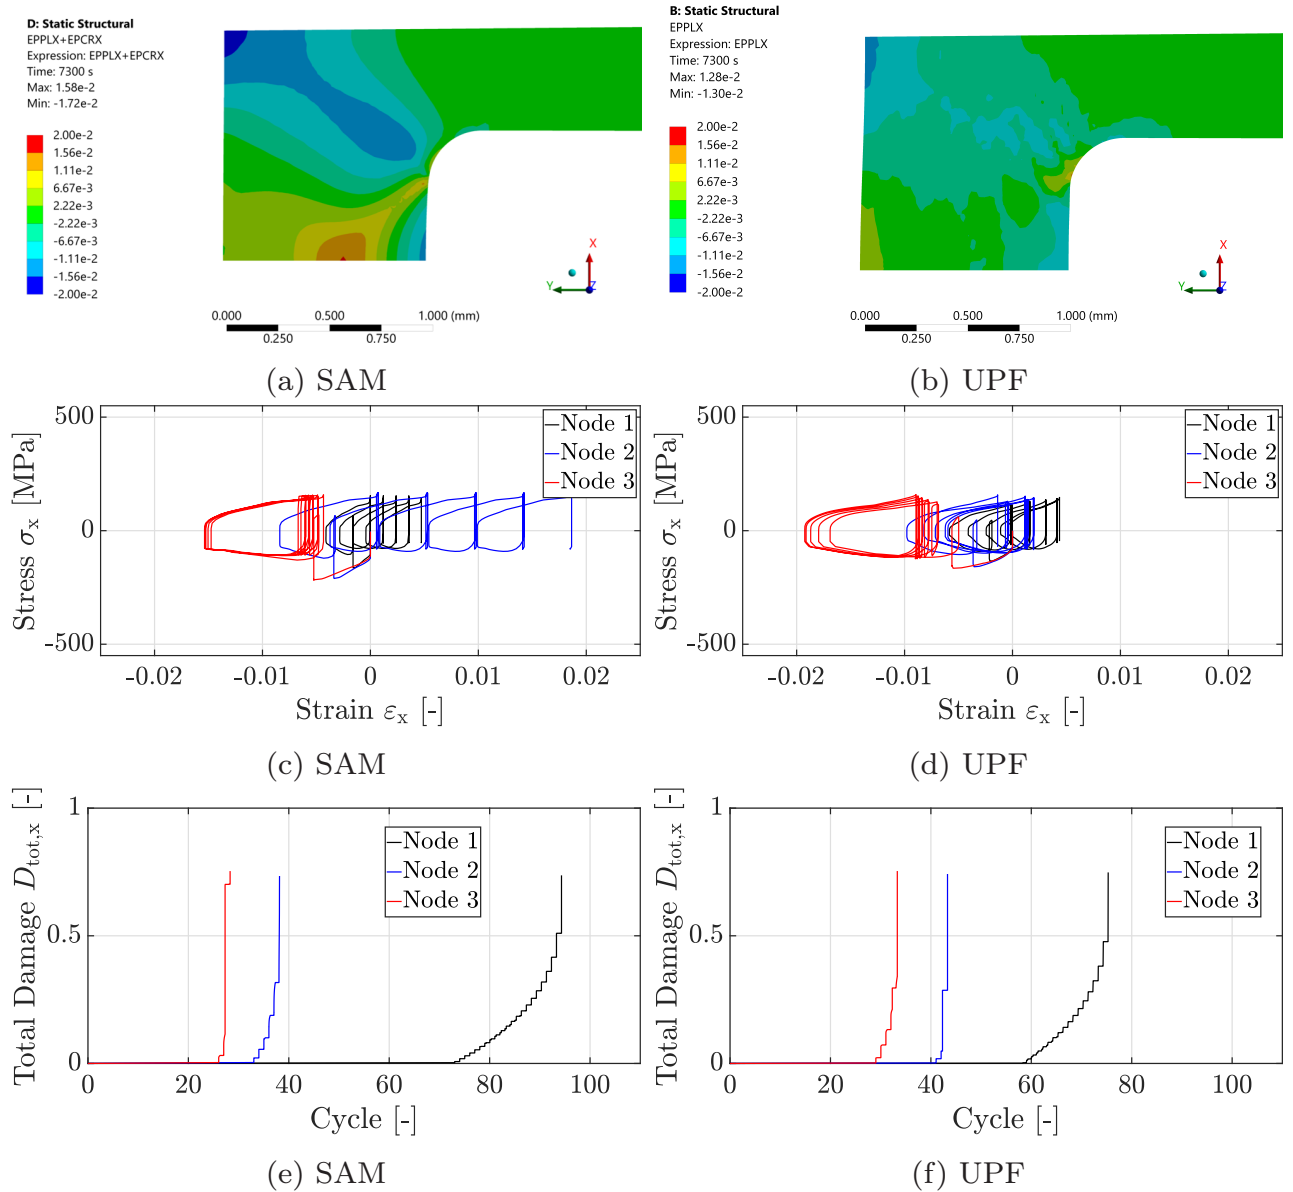 D: Static Structural
EPPLX+EPCRX
Expression: EPPLX+EPCRX
Time: 7300 s
Max: 1.58e-2
Min: -1.72e-2
2.00e-2
1.56e-2
1.11e-2
6.67e-3
2.22e-3
-2.22e-3
-6.67e-3
-1.11e-2
-1.56e-2
-2.00e-2
X
Y
Z
0.000 0.500 1.000 (mm)
0.250 0.750
(a) SAM
B: Static Structural
EPPLX
Expression: EPPLX
Time: 7300 s
Max: 1.28e-2
Min: -1.30e-2
2.00e-2
1.56e-2
1.11e-2
6.67e-3
2.22e-3
-2.22e-3
-6.67e-3
-1.11e-2
-1.56e-2
-2.00e-2
X
Y
Z
0.000 0.500 1.000 (mm)
0.250 0.750
(b) UPF
Stress σx [MPa]
500
0
-500
Node 1
Node 2
Node 3
-0.02 -0.01 0 0.01 0.02
Strain εx [-]
(c) SAM
Stress σx [MPa]
500
0
-500
Node 1
Node 2
Node 3
-0.02 -0.01 0 0.01 0.02
Strain εx [-]
(d) UPF
Total Damage Dtot,x [-]
1
0.5
0
Node 1
Node 2
Node 3
0 20 40 60 80 100
Cycle [-]
(e) SAM
Total Damage Dtot,x [-]
1
0.5
0
Node 1
Node 2
Node 3
0 20 40 60 80 100
Cycle [-]
(f) UPF